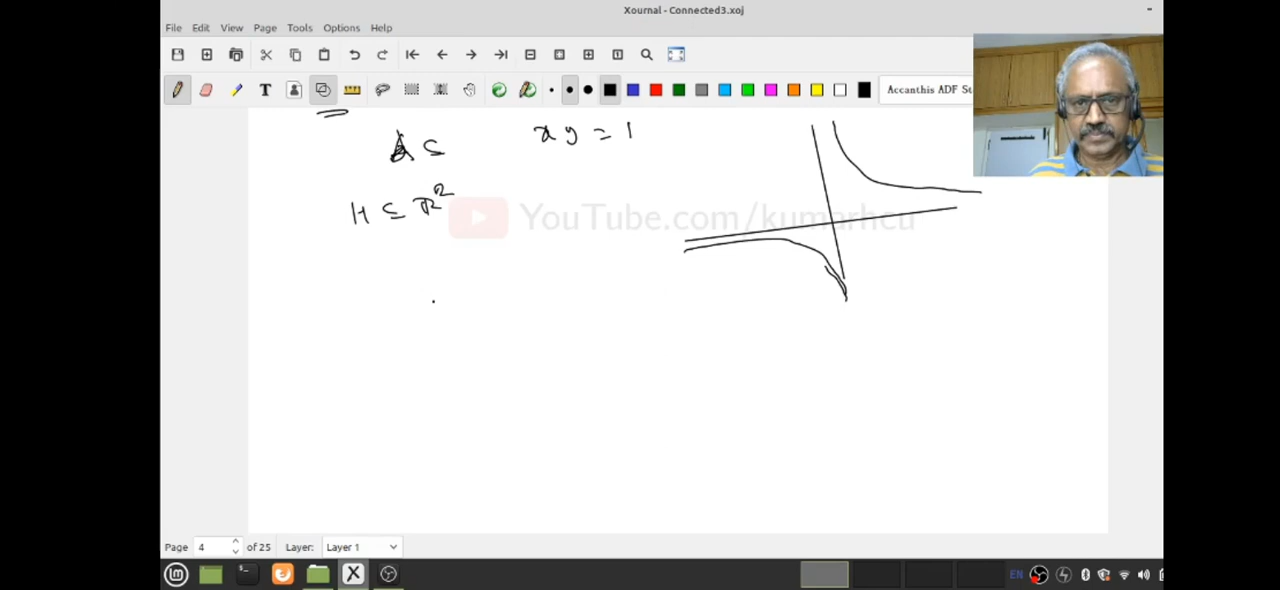 Xournal - Connected3.xoj
File Edit View Page Tools Options Help
T
Accanthis ADF St
⊆ xy = 1
H ⊆ ℝ²
YouTube.com/kumarhcu
Page 4 of 25 Layer: Layer 1
X EN